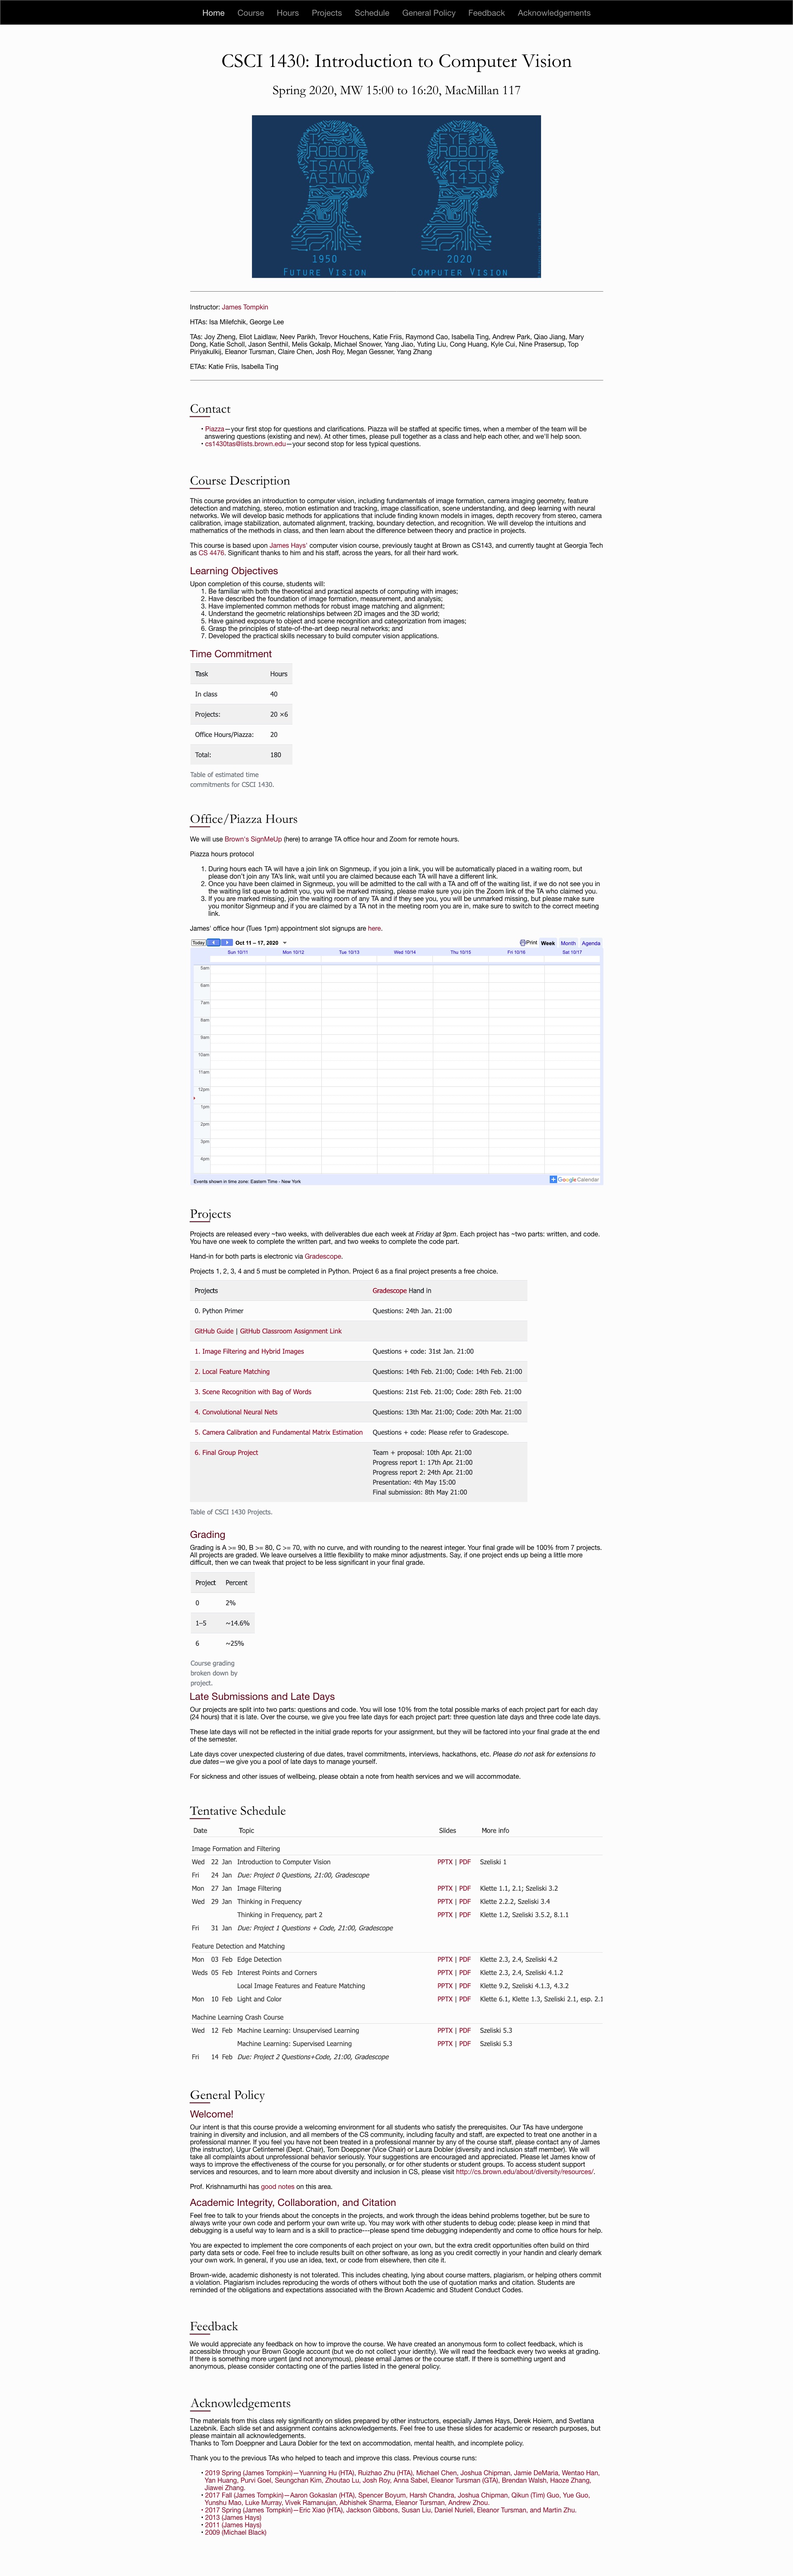 Home Course Hours Projects Schedule General Policy Feedback Acknowledgements
CSCI 1430: Introduction to Computer Vision
Spring 2020, MW 15:00 to 16:20, MacMillan 117
I, ROBOT ISAAC ASIMOV
EYE, ROBOT CSCI 1430
1950
FUTURE VISION
2020
COMPUTER VISION
Instructor: James Tompkin
HTAs: Isa Milefchik, George Lee
TAs: Joy Zheng, Eliot Laidlaw, Neev Parikh, Trevor Houchens, Katie Friis, Raymond Cao, Isabella Ting, Andrew Park, Qiao Jiang, Mary
Dong, Katie Scholl, Jason Senthil, Melis Gokalp, Michael Snower, Yang Jiao, Yuting Liu, Cong Huang, Kyle Cui, Nine Prasersup, Top
Piriyakulkij, Eleanor Tursman, Claire Chen, Josh Roy, Megan Gessner, Yang Zhang
ETAs: Katie Friis, Isabella Ting
Contact
• Piazza—your first stop for questions and clarifications. Piazza will be staffed at specific times, when a member of the team will be
answering questions (existing and new). At other times, please pull together as a class and help each other, and we'll help soon.
• cs1430tas@lists.brown.edu—your second stop for less typical questions.
Course Description
This course provides an introduction to computer vision, including fundamentals of image formation, camera imaging geometry, feature
detection and matching, stereo, motion estimation and tracking, image classification, scene understanding, and deep learning with neural
networks. We will develop basic methods for applications that include finding known models in images, depth recovery from stereo, camera
calibration, image stabilization, automated alignment, tracking, boundary detection, and recognition. We will develop the intuitions and
mathematics of the methods in class, and then learn about the difference between theory and practice in projects.
This course is based upon James Hays' computer vision course, previously taught at Brown as CS143, and currently taught at Georgia Tech
as CS 4476. Significant thanks to him and his staff, across the years, for all their hard work.
Learning Objectives
Upon completion of this course, students will:
1. Be familiar with both the theoretical and practical aspects of computing with images;
2. Have described the foundation of image formation, measurement, and analysis;
3. Have implemented common methods for robust image matching and alignment;
4. Understand the geometric relationships between 2D images and the 3D world;
5. Have gained exposure to object and scene recognition and categorization from images;
6. Grasp the principles of state-of-the-art deep neural networks; and
7. Developed the practical skills necessary to build computer vision applications.
Time Commitment
Task Hours
In class 40
Projects: 20 ×6
Office Hours/Piazza: 20
Total: 180
Table of estimated time
commitments for CSCI 1430.
Office/Piazza Hours
We will use Brown's SignMeUp (here) to arrange TA office hour and Zoom for remote hours.
Piazza hours protocol
1. During hours each TA will have a join link on Signmeup, if you join a link, you will be automatically placed in a waiting room, but
please don't join any TA's link, wait until you are claimed because each TA will have a different link.
2. Once you have been claimed in Signmeup, you will be admitted to the call with a TA and off of the waiting list, if we do not see you in
the waiting list queue to admit you, you will be marked missing, please make sure you join the Zoom link of the TA who claimed you.
3. If you are marked missing, join the waiting room of any TA and if they see you, you will be unmarked missing, but please make sure
you monitor Signmeup and if you are claimed by a TA not in the meeting room you are in, make sure to switch to the correct meeting
link.
James' office hour (Tues 1pm) appointment slot signups are here.
Today Oct 11 – 17, 2020 Print Week Month Agenda
Sun 10/11 Mon 10/12 Tue 10/13 Wed 10/14 Thu 10/15 Fri 10/16 Sat 10/17
5am
6am
7am
8am
9am
10am
11am
12pm
1pm
2pm
3pm
4pm
Events shown in time zone: Eastern Time - New York Google Calendar
Projects
Projects are released every ~two weeks, with deliverables due each week at Friday at 9pm. Each project has ~two parts: written, and code.
You have one week to complete the written part, and two weeks to complete the code part.
Hand-in for both parts is electronic via Gradescope.
Projects 1, 2, 3, 4 and 5 must be completed in Python. Project 6 as a final project presents a free choice.
Projects Gradescope Hand in
0. Python Primer Questions: 24th Jan. 21:00
GitHub Guide | GitHub Classroom Assignment Link
1. Image Filtering and Hybrid Images Questions + code: 31st Jan. 21:00
2. Local Feature Matching Questions: 14th Feb. 21:00; Code: 14th Feb. 21:00
3. Scene Recognition with Bag of Words Questions: 21st Feb. 21:00; Code: 28th Feb. 21:00
4. Convolutional Neural Nets Questions: 13th Mar. 21:00; Code: 20th Mar. 21:00
5. Camera Calibration and Fundamental Matrix Estimation Questions + code: Please refer to Gradescope.
6. Final Group Project Team + proposal: 10th Apr. 21:00
Progress report 1: 17th Apr. 21:00
Progress report 2: 24th Apr. 21:00
Presentation: 4th May 15:00
Final submission: 8th May 21:00
Table of CSCI 1430 Projects.
Grading
Grading is A >= 90, B >= 80, C >= 70, with no curve, and with rounding to the nearest integer. Your final grade will be 100% from 7 projects.
All projects are graded. We leave ourselves a little flexibility to make minor adjustments. Say, if one project ends up being a little more
difficult, then we can tweak that project to be less significant in your final grade.
Project Percent
0 2%
1–5 ~14.6%
6 ~25%
Course grading
broken down by
project.
Late Submissions and Late Days
Our projects are split into two parts: questions and code. You will lose 10% from the total possible marks of each project part for each day
(24 hours) that it is late. Over the course, we give you free late days for each project part: three question late days and three code late days.
These late days will not be reflected in the initial grade reports for your assignment, but they will be factored into your final grade at the end
of the semester.
Late days cover unexpected clustering of due dates, travel commitments, interviews, hackathons, etc. Please do not ask for extensions to
due dates—we give you a pool of late days to manage yourself.
For sickness and other issues of wellbeing, please obtain a note from health services and we will accommodate.
Tentative Schedule
Date Topic Slides More info
Image Formation and Filtering
Wed 22 Jan Introduction to Computer Vision PPTX | PDF Szeliski 1
Fri 24 Jan Due: Project 0 Questions, 21:00, Gradescope
Mon 27 Jan Image Filtering PPTX | PDF Klette 1.1, 2.1; Szeliski 3.2
Wed 29 Jan Thinking in Frequency PPTX | PDF Klette 2.2.2, Szeliski 3.4
Thinking in Frequency, part 2 PPTX | PDF Klette 1.2, Szeliski 3.5.2, 8.1.1
Fri 31 Jan Due: Project 1 Questions + Code, 21:00, Gradescope
Feature Detection and Matching
Mon 03 Feb Edge Detection PPTX | PDF Klette 2.3, 2.4, Szeliski 4.2
Weds 05 Feb Interest Points and Corners PPTX | PDF Klette 2.3, 2.4, Szeliski 4.1.2
Local Image Features and Feature Matching PPTX | PDF Klette 9.2, Szeliski 4.1.3, 4.3.2
Mon 10 Feb Light and Color PPTX | PDF Klette 6.1, Klette 1.3, Szeliski 2.1, esp. 2.1
Machine Learning Crash Course
Wed 12 Feb Machine Learning: Unsupervised Learning PPTX | PDF Szeliski 5.3
Machine Learning: Supervised Learning PPTX | PDF Szeliski 5.3
Fri 14 Feb Due: Project 2 Questions+Code, 21:00, Gradescope
General Policy
Welcome!
Our intent is that this course provide a welcoming environment for all students who satisfy the prerequisites. Our TAs have undergone
training in diversity and inclusion, and all members of the CS community, including faculty and staff, are expected to treat one another in a
professional manner. If you feel you have not been treated in a professional manner by any of the course staff, please contact any of James
(the instructor), Ugur Cetintemel (Dept. Chair), Tom Doeppner (Vice Chair) or Laura Dobler (diversity and inclusion staff member). We will
take all complaints about unprofessional behavior seriously. Your suggestions are encouraged and appreciated. Please let James know of
ways to improve the effectiveness of the course for you personally, or for other students or student groups. To access student support
services and resources, and to learn more about diversity and inclusion in CS, please visit http://cs.brown.edu/about/diversity/resources/.
Prof. Krishnamurthi has good notes on this area.
Academic Integrity, Collaboration, and Citation
Feel free to talk to your friends about the concepts in the projects, and work through the ideas behind problems together, but be sure to
always write your own code and perform your own write up. You may work with other students to debug code; please keep in mind that
debugging is a useful way to learn and is a skill to practice---please spend time debugging independently and come to office hours for help.
You are expected to implement the core components of each project on your own, but the extra credit opportunities often build on third
party data sets or code. Feel free to include results built on other software, as long as you credit correctly in your handin and clearly demark
your own work. In general, if you use an idea, text, or code from elsewhere, then cite it.
Brown-wide, academic dishonesty is not tolerated. This includes cheating, lying about course matters, plagiarism, or helping others commit
a violation. Plagiarism includes reproducing the words of others without both the use of quotation marks and citation. Students are
reminded of the obligations and expectations associated with the Brown Academic and Student Conduct Codes.
Feedback
We would appreciate any feedback on how to improve the course. We have created an anonymous form to collect feedback, which is
accessible through your Brown Google account (but we do not collect your identity). We will read the feedback every two weeks at grading.
If there is something more urgent (and not anonymous), please email James or the course staff. If there is something urgent and
anonymous, please consider contacting one of the parties listed in the general policy.
Acknowledgements
The materials from this class rely significantly on slides prepared by other instructors, especially James Hays, Derek Hoiem, and Svetlana
Lazebnik. Each slide set and assignment contains acknowledgements. Feel free to use these slides for academic or research purposes, but
please maintain all acknowledgements.
Thanks to Tom Doeppner and Laura Dobler for the text on accommodation, mental health, and incomplete policy.
Thank you to the previous TAs who helped to teach and improve this class. Previous course runs:
• 2019 Spring (James Tompkin)—Yuanning Hu (HTA), Ruizhao Zhu (HTA), Michael Chen, Joshua Chipman, Jamie DeMaria, Wentao Han,
Yan Huang, Purvi Goel, Seungchan Kim, Zhoutao Lu, Josh Roy, Anna Sabel, Eleanor Tursman (GTA), Brendan Walsh, Haoze Zhang,
Jiawei Zhang.
• 2017 Fall (James Tompkin)—Aaron Gokaslan (HTA), Spencer Boyum, Harsh Chandra, Joshua Chipman, Qikun (Tim) Guo, Yue Guo,
Yunshu Mao, Luke Murray, Vivek Ramanujan, Abhishek Sharma, Eleanor Tursman, Andrew Zhou.
• 2017 Spring (James Tompkin)—Eric Xiao (HTA), Jackson Gibbons, Susan Liu, Daniel Nurieli, Eleanor Tursman, and Martin Zhu.
• 2013 (James Hays)
• 2011 (James Hays)
• 2009 (Michael Black)